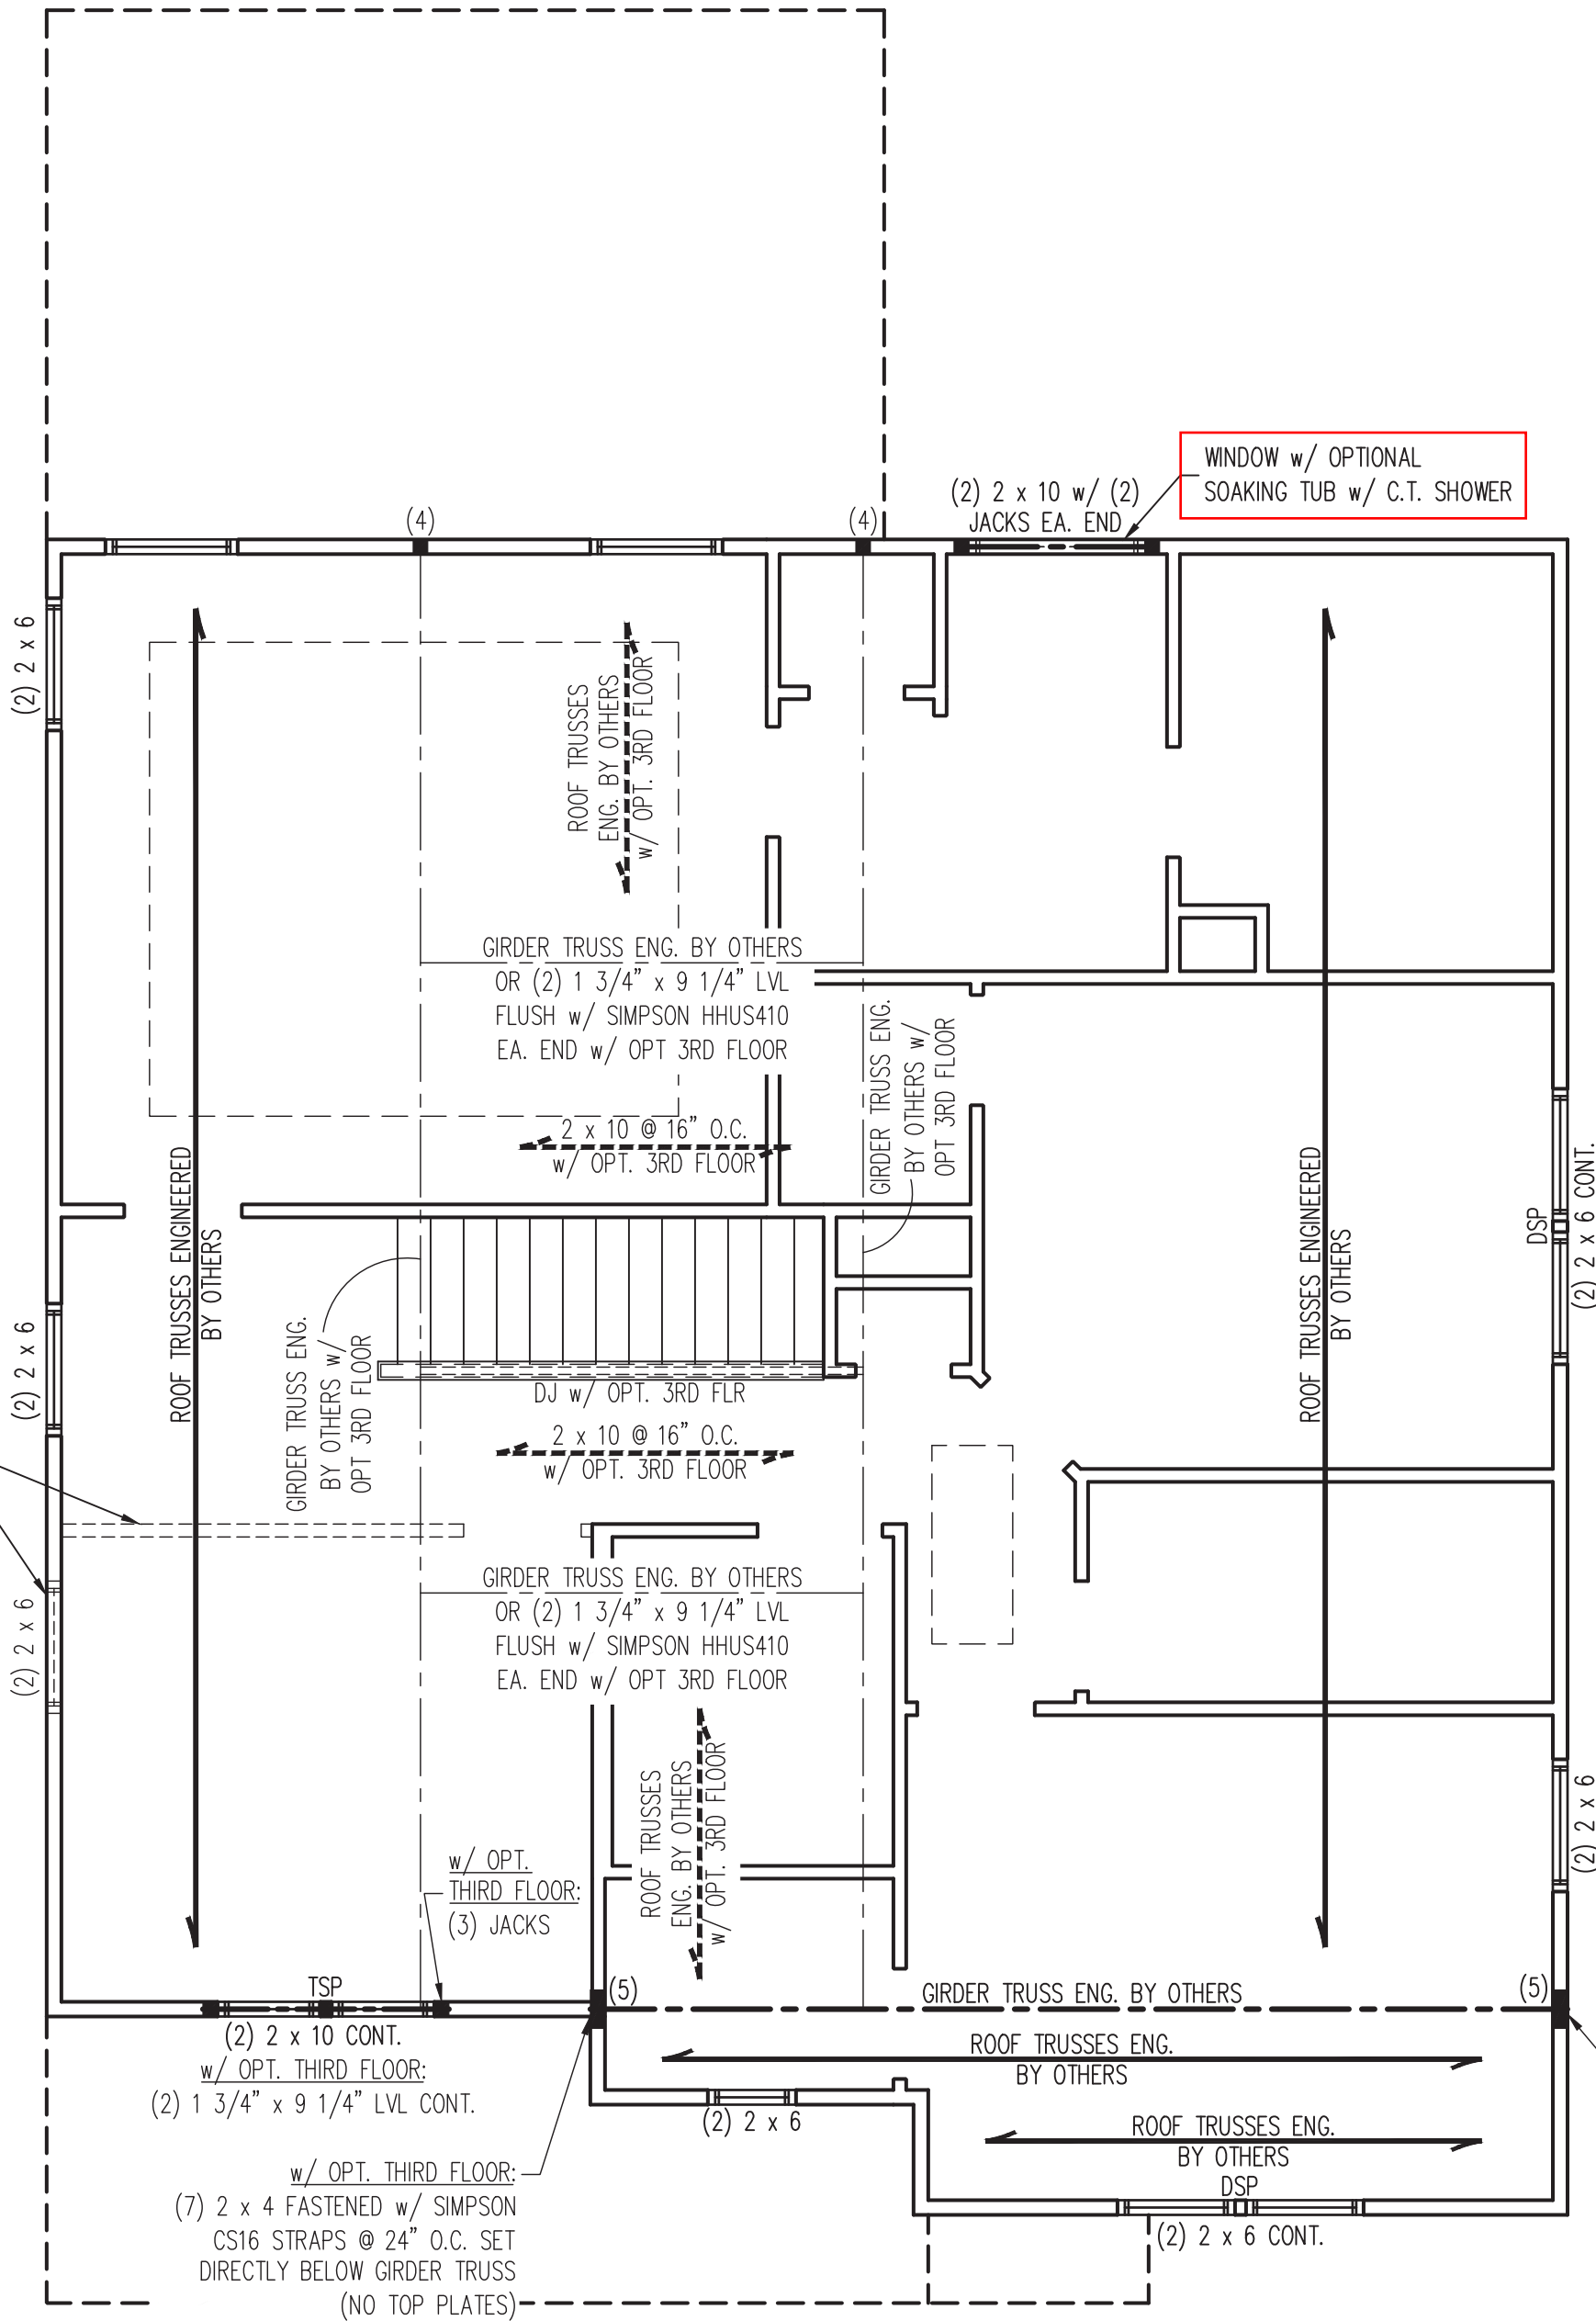 WINDOW w/ OPTIONAL
SOAKING TUB w/ C.T. SHOWER
(2) 2 x 10 w/ (2)
JACKS EA. END
(4)
(4)
(2) 2 x 6
ROOF TRUSSES
ENG. BY OTHERS
w/ OPT. 3RD FLOOR
GIRDER TRUSS ENG. BY OTHERS
OR (2) 1 3/4" x 9 1/4" LVL
FLUSH w/ SIMPSON HHUS410
EA. END w/ OPT 3RD FLOOR
GIRDER TRUSS ENG.
BY OTHERS w/
OPT 3RD FLOOR
2 x 10 @ 16" O.C.
w/ OPT. 3RD FLOOR
ROOF TRUSSES ENGINEERED
BY OTHERS
ROOF TRUSSES ENGINEERED
BY OTHERS
DSP
(2) 2 x 6 CONT.
(2) 2 x 6
GIRDER TRUSS ENG.
BY OTHERS w/
OPT 3RD FLOOR
DJ w/ OPT. 3RD FLR
2 x 10 @ 16" O.C.
w/ OPT. 3RD FLOOR
(2) 2 x 6
GIRDER TRUSS ENG. BY OTHERS
OR (2) 1 3/4" x 9 1/4" LVL
FLUSH w/ SIMPSON HHUS410
EA. END w/ OPT 3RD FLOOR
ROOF TRUSSES
ENG. BY OTHERS
w/ OPT. 3RD FLOOR
(2) 2 x 6
w/ OPT.
THIRD FLOOR:
(3) JACKS
TSP
(5)
GIRDER TRUSS ENG. BY OTHERS
(5)
(2) 2 x 10 CONT.
w/ OPT. THIRD FLOOR:
(2) 1 3/4" x 9 1/4" LVL CONT.
ROOF TRUSSES ENG.
BY OTHERS
(2) 2 x 6
ROOF TRUSSES ENG.
BY OTHERS
DSP
(2) 2 x 6 CONT.
w/ OPT. THIRD FLOOR:
(7) 2 x 4 FASTENED w/ SIMPSON
CS16 STRAPS @ 24" O.C. SET
DIRECTLY BELOW GIRDER TRUSS
(NO TOP PLATES)